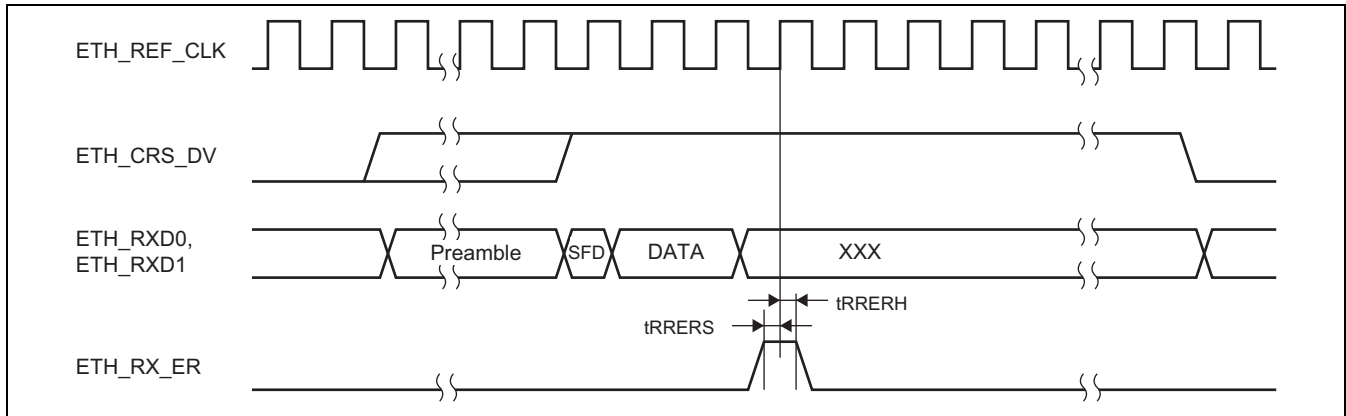 ETH_REF_CLK
ETH_CRS_DV
ETH_RXD0,
ETH_RXD1
Preamble
SFD
DATA
XXX
tRRERH
tRRERS
ETH_RX_ER